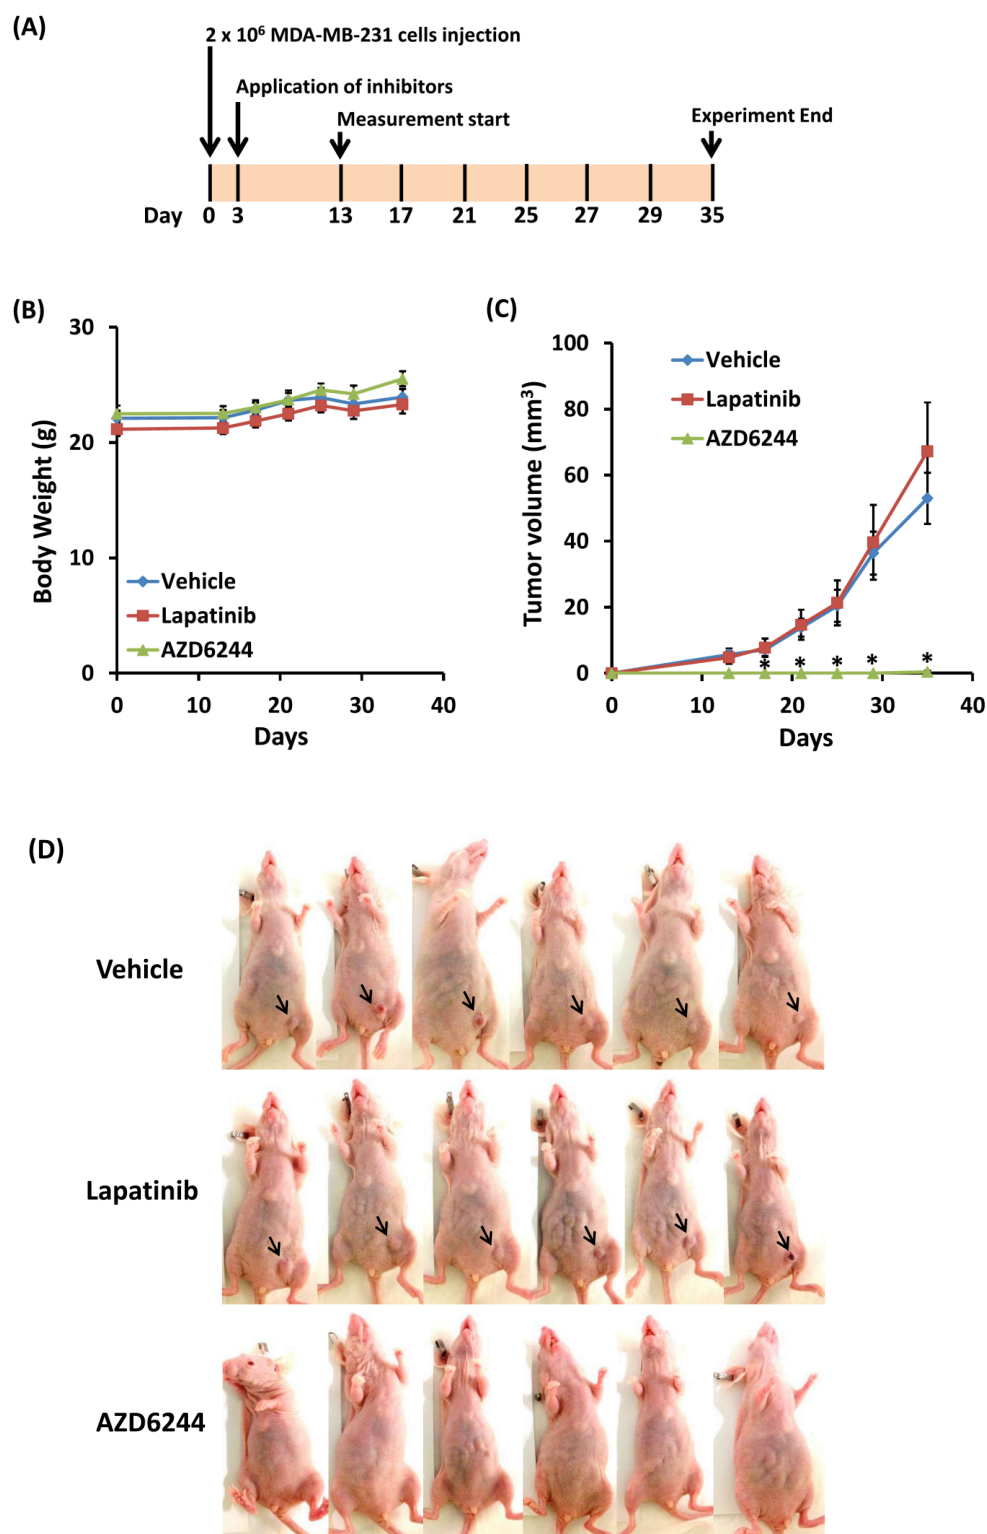 (A)
2 x 10⁶ MDA-MB-231 cells injection
Application of inhibitors
Measurement start
Experiment End
Day 0 3 13 17 21 25 27 29 35
(B)
30
20
10
0
Body Weight (g)
Vehicle
Lapatinib
AZD6244
0 10 20 30 40
Days
(C)
100
80
60
40
20
0
Tumor volume (mm³)
Vehicle
Lapatinib
AZD6244
* * * * *
0 10 20 30 40
Days
(D)
Vehicle
Lapatinib
AZD6244